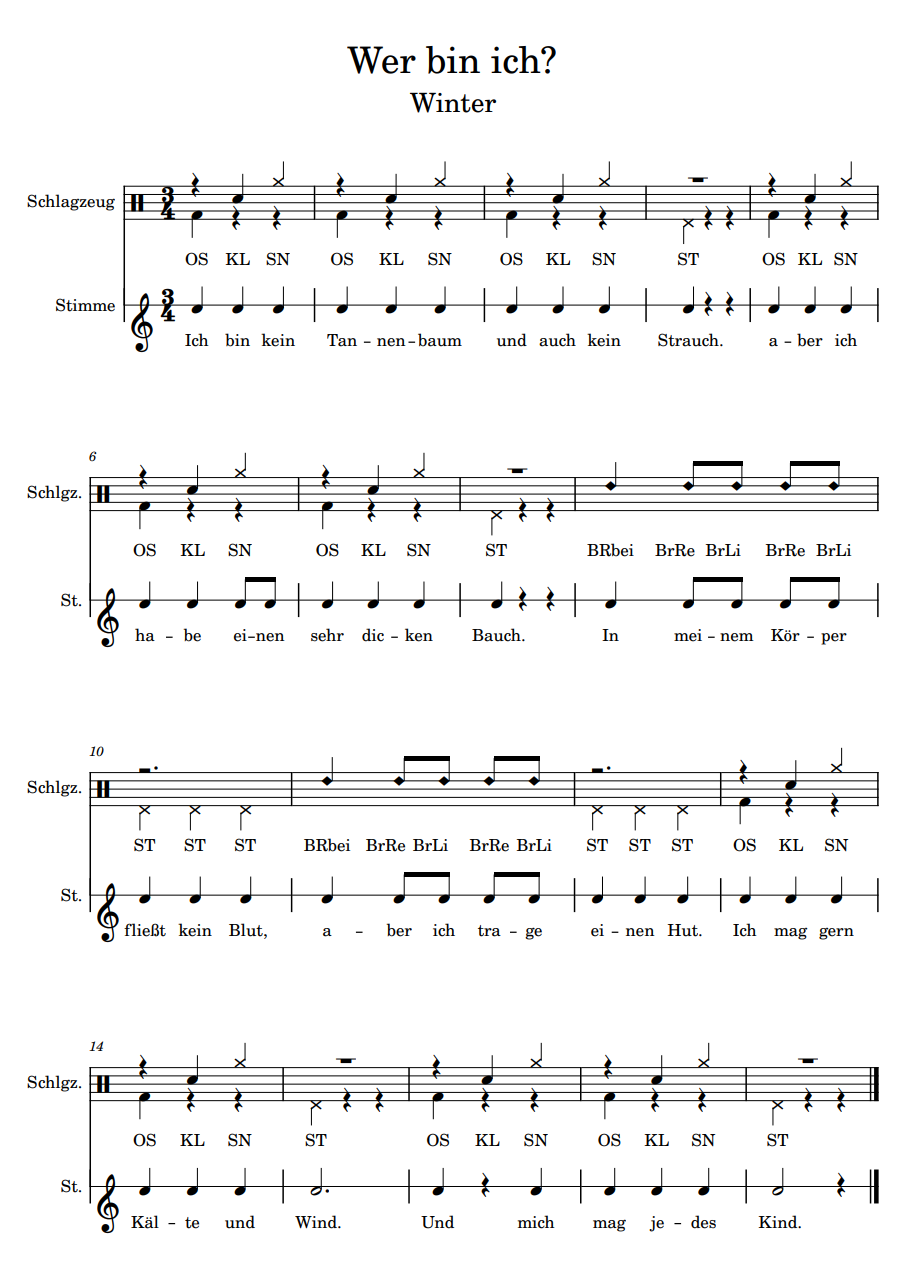 Wer bin ich?
Winter
Schlagzeug
3
4
OS KL SN OS KL SN OS KL SN ST OS KL SN
Stimme
3
4
Ich bin kein Tan – nen – baum und auch kein Strauch. a – ber ich
6
Schlgz.
OS KL SN OS KL SN ST BRbei BrRe BrLi BrRe BrLi
St.
ha – be ei – nen sehr dic – ken Bauch. In mei – nem Kör – per
10
Schlgz.
ST ST ST BRbei BrRe BrLi BrRe BrLi ST ST ST OS KL SN
St.
fließt kein Blut, a – ber ich tra – ge ei – nen Hut. Ich mag gern
14
Schlgz.
OS KL SN ST OS KL SN OS KL SN ST
St.
Käl – te und Wind. Und mich mag je – des Kind.